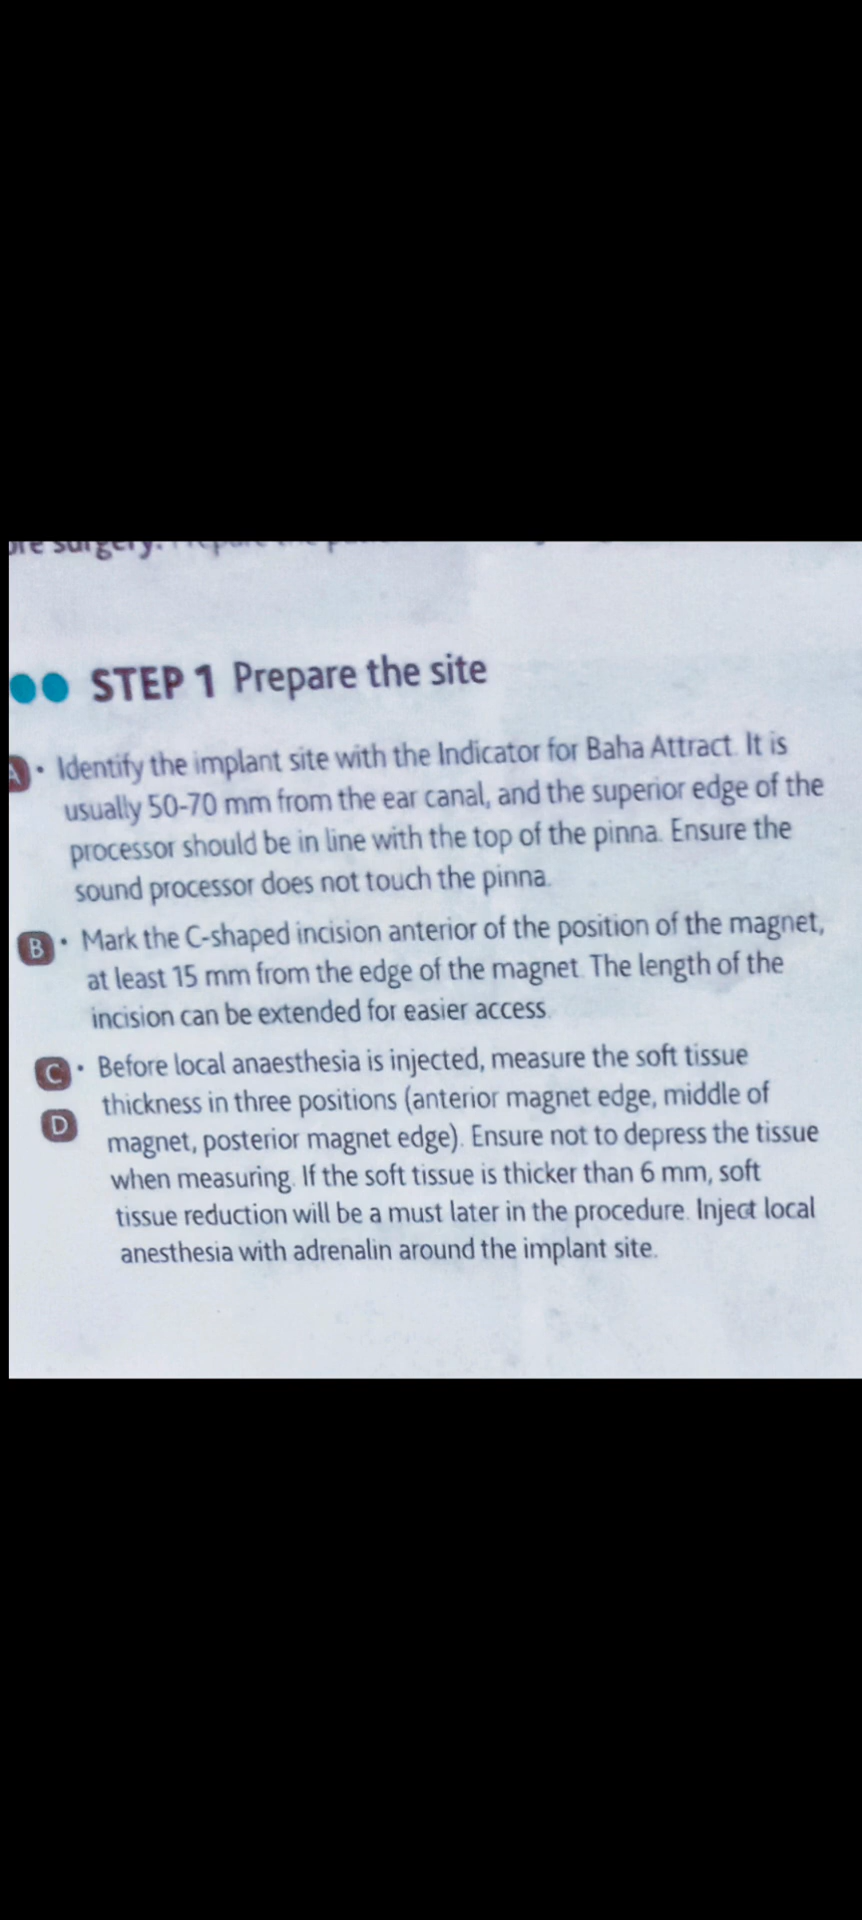 surgery.
STEP 1 Prepare the site
A • Identify the implant site with the Indicator for Baha Attract. It is
usually 50-70 mm from the ear canal, and the superior edge of the
processor should be in line with the top of the pinna. Ensure the
sound processor does not touch the pinna.
B • Mark the C-shaped incision anterior of the position of the magnet,
at least 15 mm from the edge of the magnet. The length of the
incision can be extended for easier access.
C • Before local anaesthesia is injected, measure the soft tissue
D thickness in three positions (anterior magnet edge, middle of
magnet, posterior magnet edge). Ensure not to depress the tissue
when measuring. If the soft tissue is thicker than 6 mm, soft
tissue reduction will be a must later in the procedure. Inject local
anesthesia with adrenalin around the implant site.